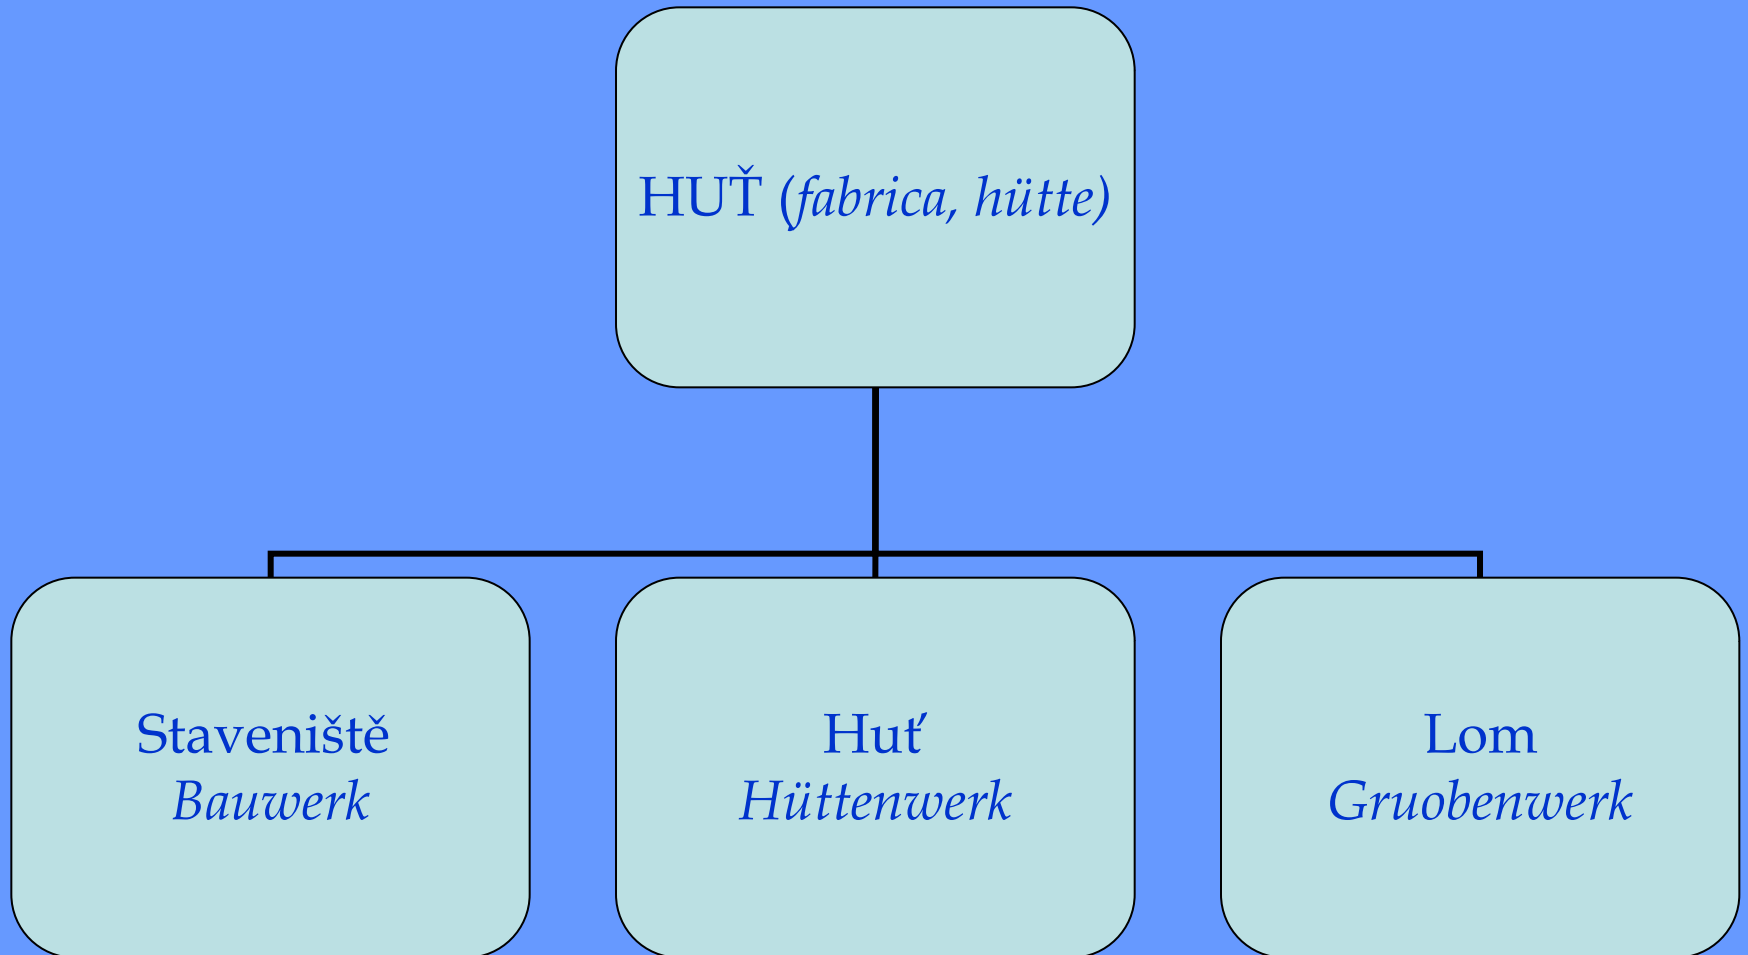 HUŤ (fabrica, hütte)
Staveniště
Bauwerk
Huť
Hüttenwerk
Lom
Gruobenwerk